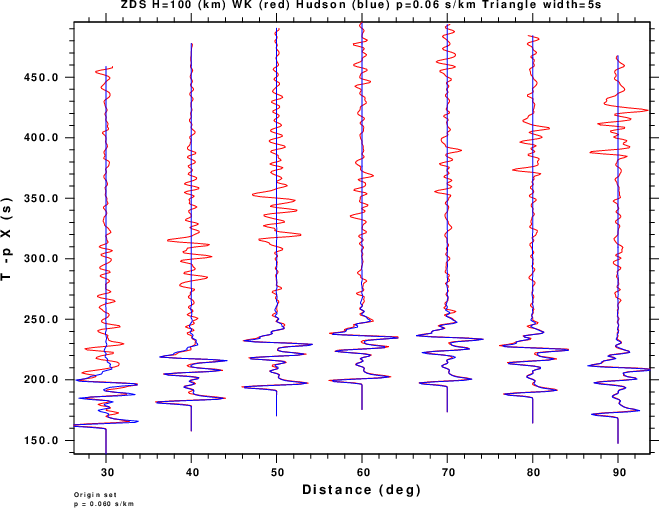 ZDS H=100 (km) WK (red) Hudson (blue) p=0.06 s/km Triangle width=5s
450.0
400.0
350.0
300.0
250.0
200.0
150.0
T -p X (s)
30 40 50 60 70 80 90
Distance (deg)
Origin set
p = 0.060 s/km